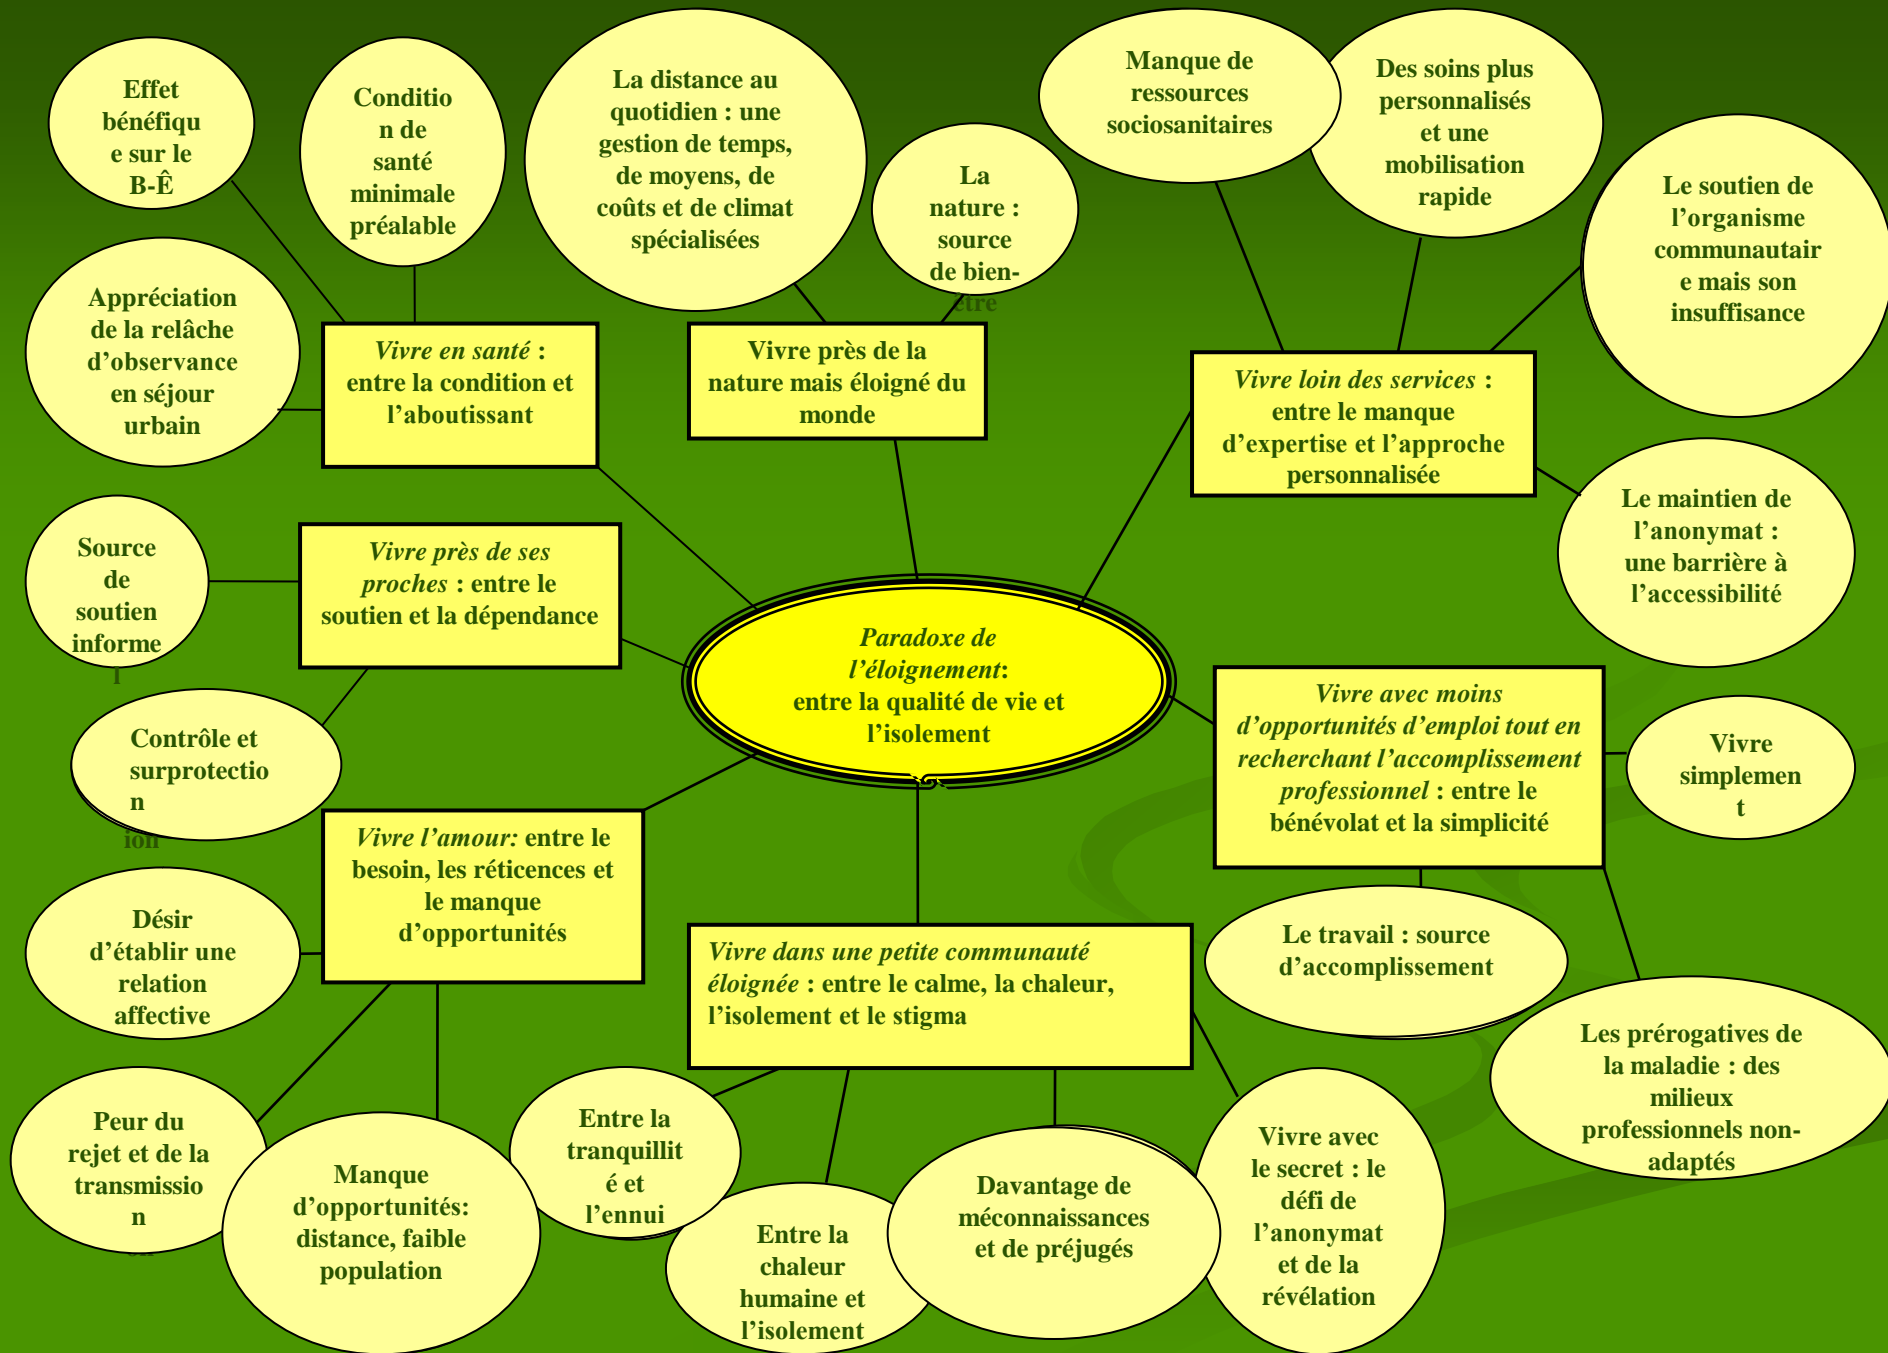 Effet
bénéfiqu
e sur le
B-Ê
Conditio
n de
santé
minimale
préalable
La distance au
quotidien : une
gestion de temps,
de moyens, de
coûts et de climat
spécialisées
La
nature :
source
de bien-
être
Manque de
ressources
sociosanitaires
Des soins plus
personnalisés
et une
mobilisation
rapide
Le soutien de
l’organisme
communautair
e mais son
insuffisance
Appréciation
de la relâche
d’observance
en séjour
urbain
Vivre en santé :
entre la condition et
l’aboutissant
Vivre près de la
nature mais éloigné du
monde
Vivre loin des services :
entre le manque
d’expertise et l’approche
personnalisée
Le maintien de
l’anonymat :
une barrière à
l’accessibilité
Source
de
soutien
informe
l
Vivre près de ses
proches : entre le
soutien et la dépendance
Paradoxe de
l’éloignement:
entre la qualité de vie et
l’isolement
Contrôle et
surprotectio
n
ion
Vivre avec moins
d’opportunités d’emploi tout en
recherchant l’accomplissement
professionnel : entre le
bénévolat et la simplicité
Vivre
simplemen
t
Vivre l’amour: entre le
besoin, les réticences et
le manque
d’opportunités
Désir
d’établir une
relation
affective
Vivre dans une petite communauté
éloignée : entre le calme, la chaleur,
l’isolement et le stigma
Le travail : source
d’accomplissement
Les prérogatives de
la maladie : des
milieux
professionnels non-
adaptés
Peur du
rejet et de la
transmissio
n
Manque
d’opportunités:
distance, faible
population
Entre la
tranquillit
é et
l’ennui
Entre la
chaleur
humaine et
l’isolement
Davantage de
méconnaissances
et de préjugés
Vivre avec
le secret : le
défi de
l’anonymat
et de la
révélation